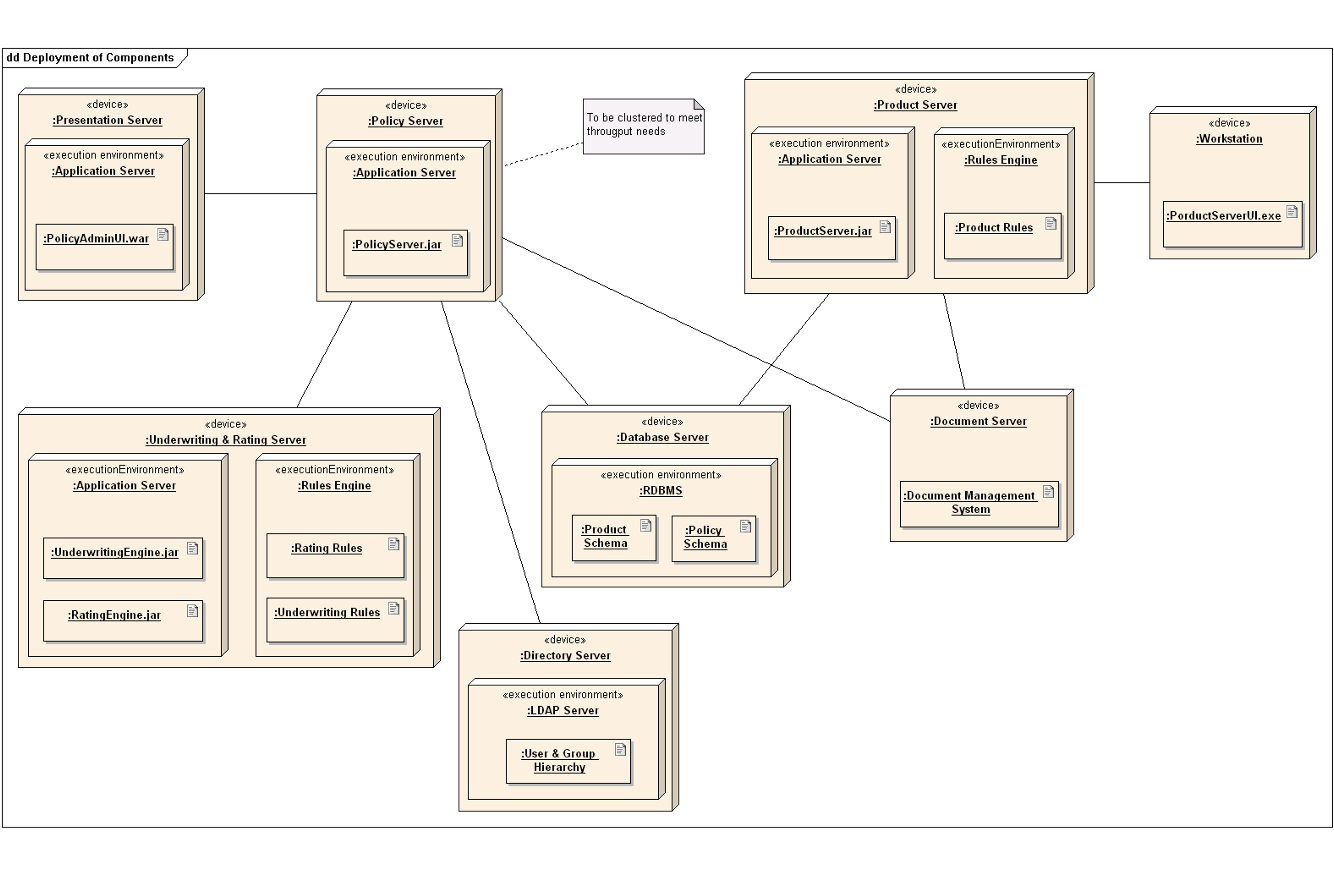 dd Deployment of Components
«device»
:Presentation Server
«execution environment»
:Application Server
:PolicyAdminUI.war
«device»
:Policy Server
«execution environment»
:Application Server
:PolicyServer.jar
To be clustered to meet
througput needs
«device»
:Product Server
«execution environment»
:Application Server
:ProductServer.jar
«executionEnvironment»
:Rules Engine
:Product Rules
«device»
:Workstation
:PorductServerUI.exe
«device»
:Underwriting & Rating Server
«executionEnvironment»
:Application Server
:UnderwritingEngine.jar
:RatingEngine.jar
«executionEnvironment»
:Rules Engine
:Rating Rules
:Underwriting Rules
«device»
:Database Server
«execution environment»
:RDBMS
:Product
Schema
:Policy
Schema
«device»
:Document Server
:Document Management
System
«device»
:Directory Server
«execution environment»
:LDAP Server
:User & Group
Hierarchy